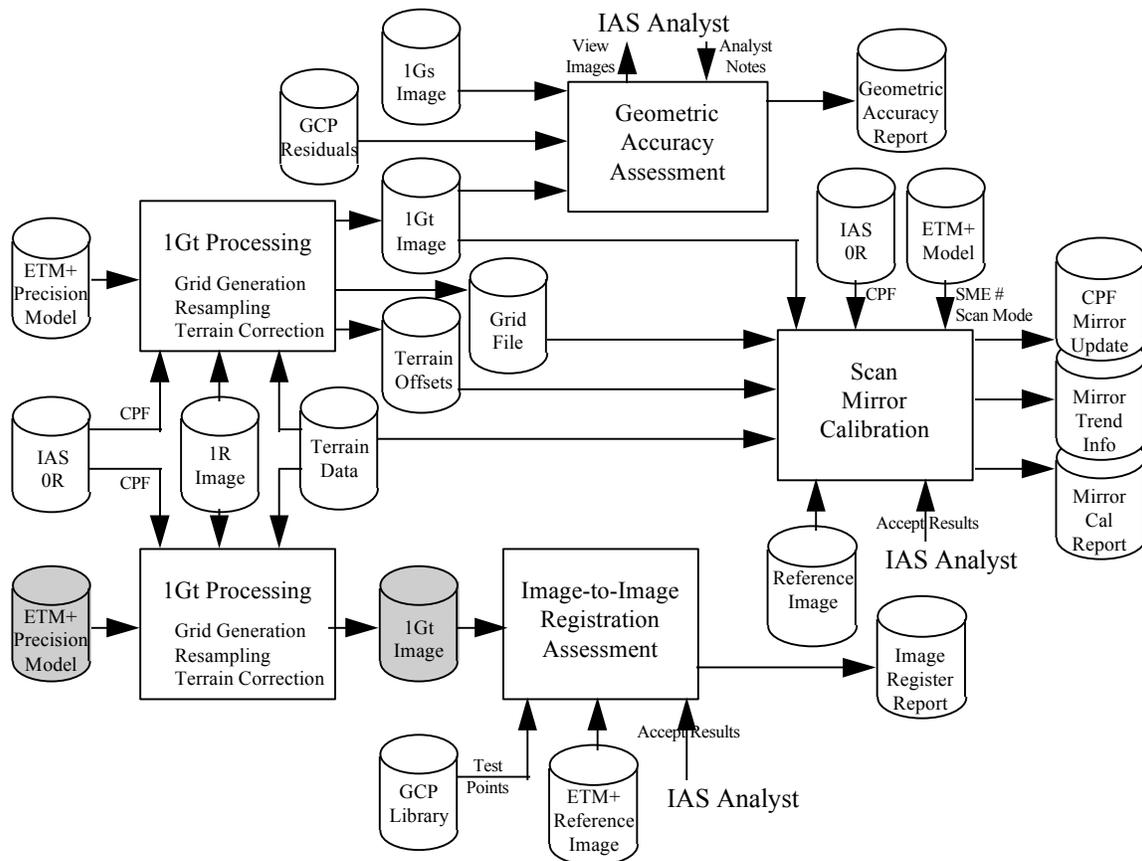 IAS Analyst
View
Images
Analyst
Notes
1Gs
Image
GCP
Residuals
Geometric
Accuracy
Assessment
Geometric
Accuracy
Report
1Gt
Image
1Gt Processing
Grid Generation
Resampling
Terrain Correction
ETM+
Precision
Model
IAS
0R
CPF
ETM+
Model
SME #
Scan Mode
CPF
Mirror
Update
Grid
File
Terrain
Offsets
Scan
Mirror
Calibration
Mirror
Trend
Info
IAS
0R
CPF
CPF
1R
Image
Terrain
Data
Mirror
Cal
Report
Accept Results
IAS Analyst
Reference
Image
ETM+
Precision
Model
1Gt Processing
Grid Generation
Resampling
Terrain Correction
1Gt
Image
Image-to-Image
Registration
Assessment
Image
Register
Report
GCP
Library
Test
Points
ETM+
Reference
Image
Accept Results
IAS Analyst